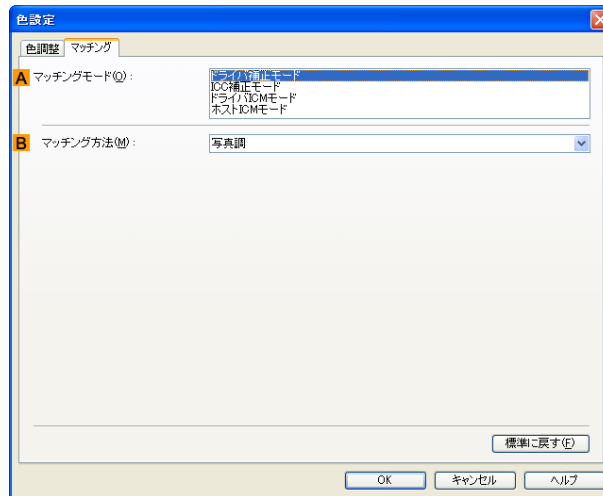 色設定
色調整 マッチング
A マッチングモード(O): ドライバ補正モード
ICC補正モード
ドライバICMモード
ホストICMモード
B マッチング方法(M): 写真調
標準に戻す(F)
OK キャンセル ヘルプ